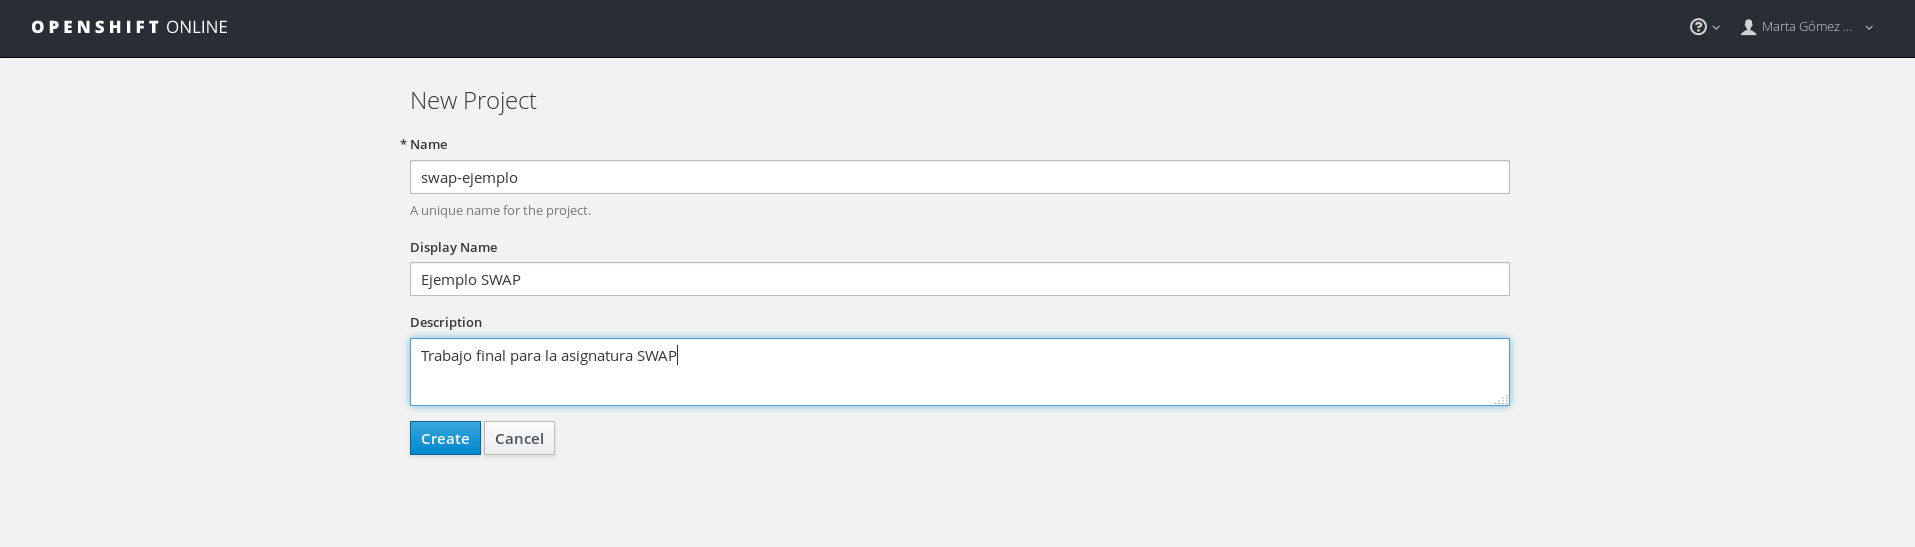 OPENSHIFT ONLINE
Marta Gómez ...
New Project
* Name
swap-ejemplo
A unique name for the project.
Display Name
Ejemplo SWAP
Description
Trabajo final para la asignatura SWAP
Create Cancel